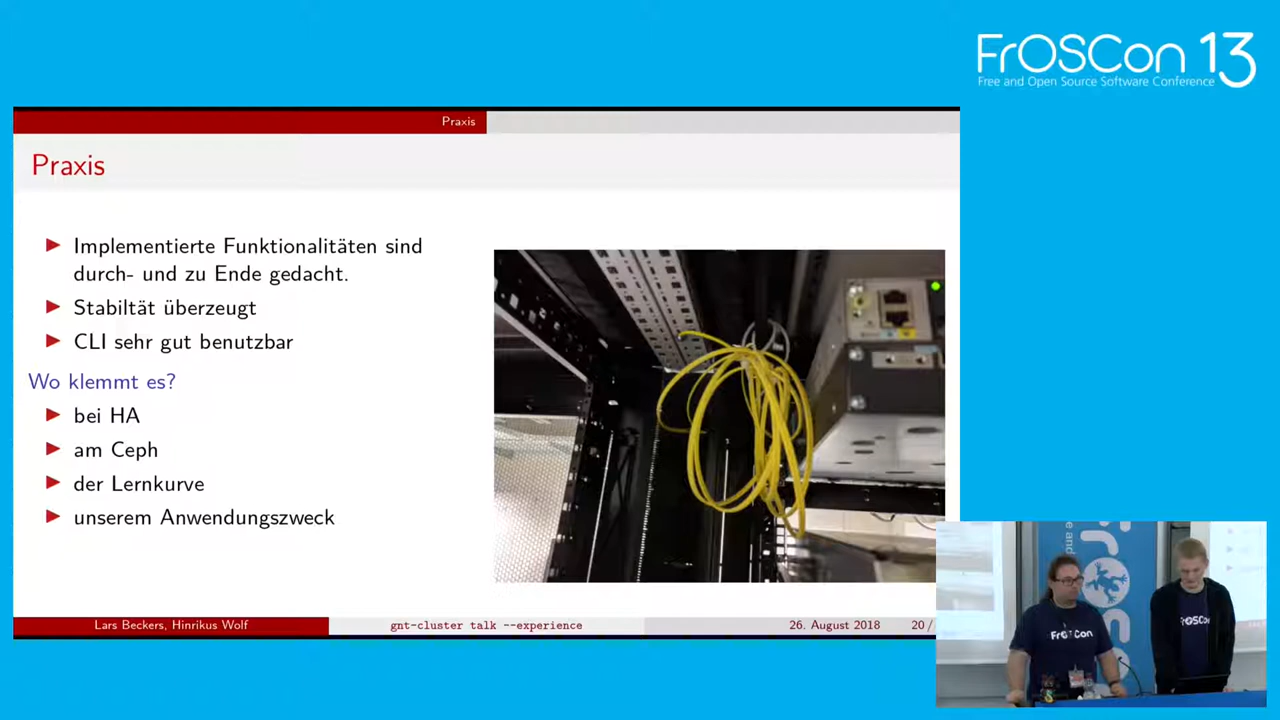 FrOSCon 13
Free and Open Source Software Conference
Praxis
Praxis
Implementierte Funktionalitäten sind
durch- und zu Ende gedacht.
Stabiltät überzeugt
CLI sehr gut benutzbar
Wo klemmt es?
bei HA
am Ceph
der Lernkurve
unserem Anwendungszweck
Lars Beckers, Hinrikus Wolf
gnt-cluster talk --experience
26. August 2018
20/
FrOSCon
FrOSCon